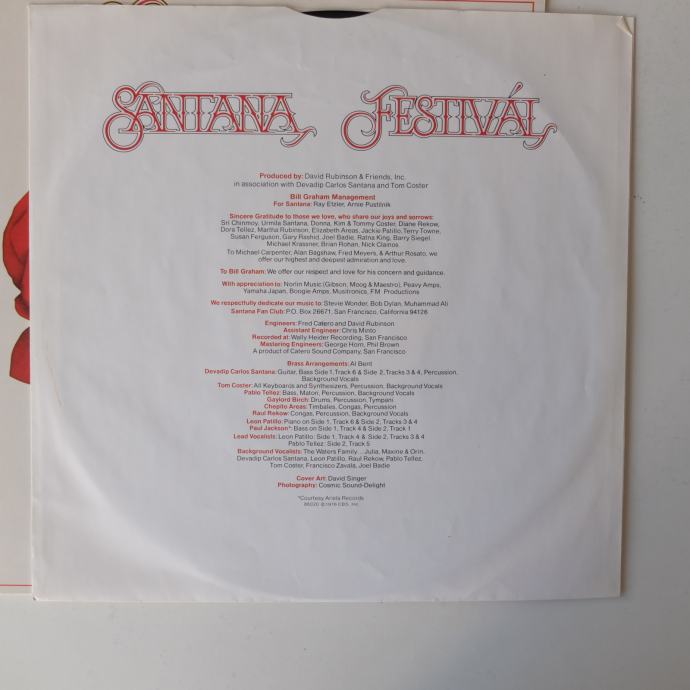 SANTANA FESTIVÁL
Produced by: David Rubinson & Friends, Inc.
in association with Devadip Carlos Santana and Tom Coster
Bill Graham Management
For Santana: Ray Etzler, Arnie Pustilnik
Sincere Gratitude to those we love, who share our joys and sorrows:
Sri Chinmoy, Urmila Santana, Donna, Kim & Tommy Coster, Diane Rekow,
Dora Tellez, Martha Rubinson, Elizabeth Areas, Jackie Patillo, Terry Towne,
Susan Ferguson, Gary Rashid, Joel Badie, Ratna King, Barry Siegel
Michael Krassner, Brian Rohan, Nick Clainos
To Michael Carpenter, Alan Bagshaw, Fred Meyers, & Arthur Rosato, we
offer our highest and deepest admiration and love.
To Bill Graham: We offer our respect and love for his concern and guidance.
With appreciation to: Norlin Music (Gibson, Moog & Maestro), Peavy Amps,
Yamaha Japan, Boogie Amps, Musitronics, F.M. Productions
We respectfully dedicate our music to: Stevie Wonder, Bob Dylan, Muhammad Ali
Santana Fan Club: P.O. Box 26671, San Francisco, California 94126
Engineers: Fred Catero and David Rubinson
Assistant Engineer: Chris Minto
Recorded at: Wally Heider Recording, San Francisco
Mastering Engineers: George Horn, Phil Brown
A product of Catero Sound Company, San Francisco
Brass Arrangements: Al Bent
Devadip Carlos Santana: Guitar, Bass Side 1, Track 6 & Side 2, Tracks 3 & 4, Percussion,
Background Vocals
Tom Coster: All Keyboards and Synthesizers, Percussion, Background Vocals
Pablo Tellez: Bass, Maton, Percussion, Background Vocals
Gaylord Birch: Drums, Percussion, Tympani
Chepito Areas: Timbales, Congas, Percussion
Raul Rekow: Congas, Percussion, Background Vocals
Leon Patillo: Piano on Side 1, Track 6 & Side 2, Tracks 3 & 4
Paul Jackson*: Bass on Side 1, Track 4 & Side 2, Track 1
Lead Vocalists: Leon Patillo: Side 1, Track 4 & Side 2, Tracks 3 & 4
Pablo Tellez: Side 2, Track 5
Background Vocalists: The Waters Family...Julia, Maxine & Orin.
Devadip Carlos Santana, Leon Patillo, Raul Rekow, Pablo Tellez,
Tom Coster, Francisco Zavala, Joel Badie
Cover Art: David Singer
Photography: Cosmic Sound-Delight
*Courtesy Ariola Records
86020 ©1976 CBS, Inc.